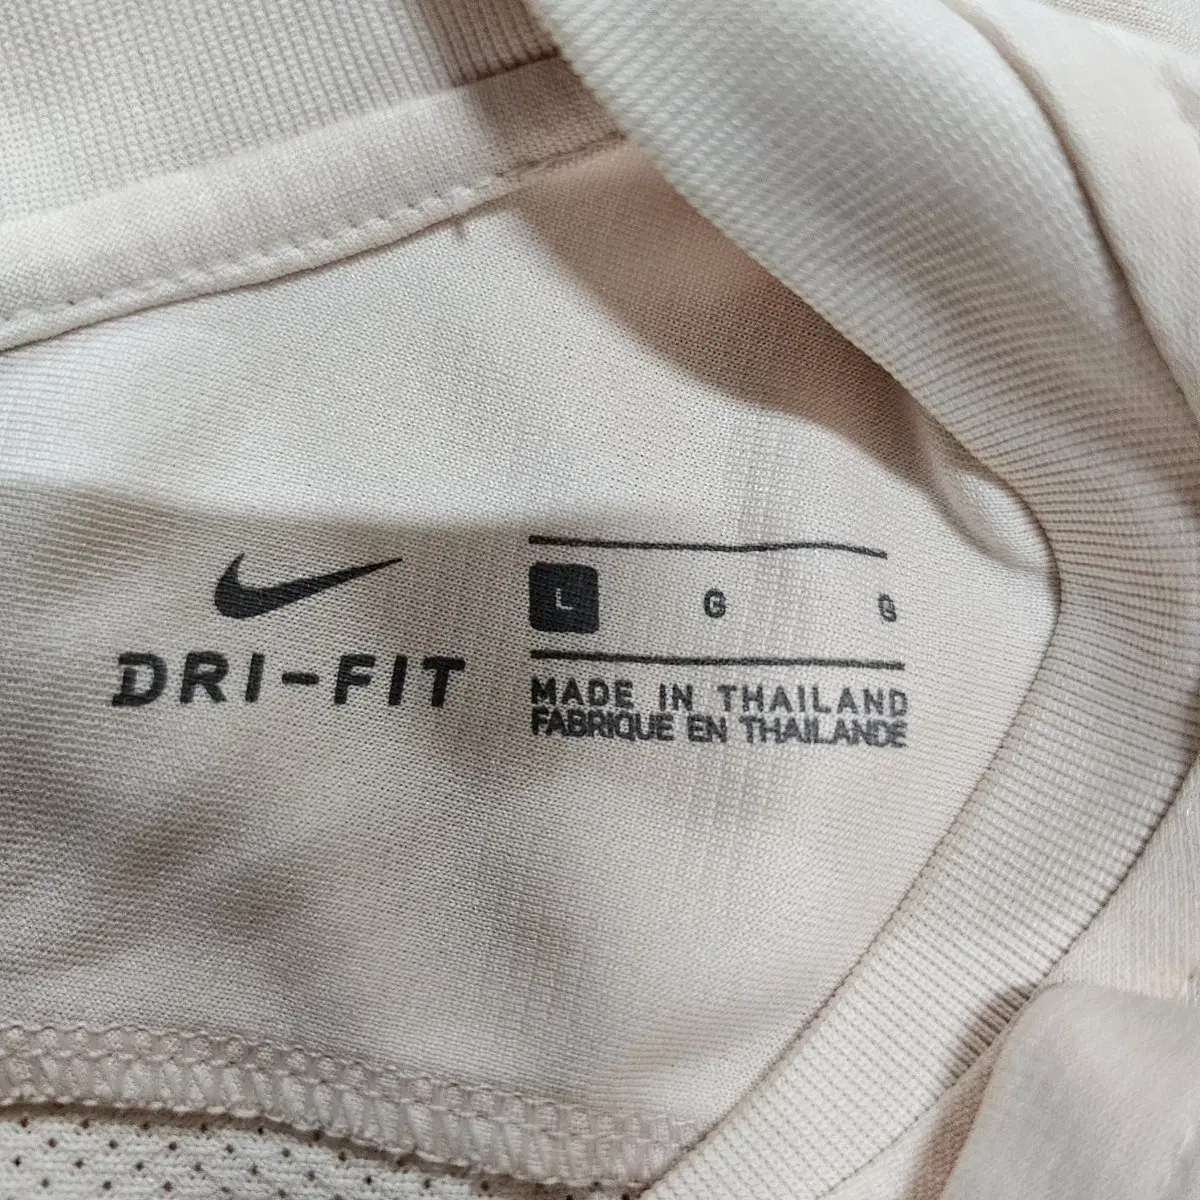 DRI-FIT
L G G
MADE IN THAILAND
FABRIQUE EN THAILANDE